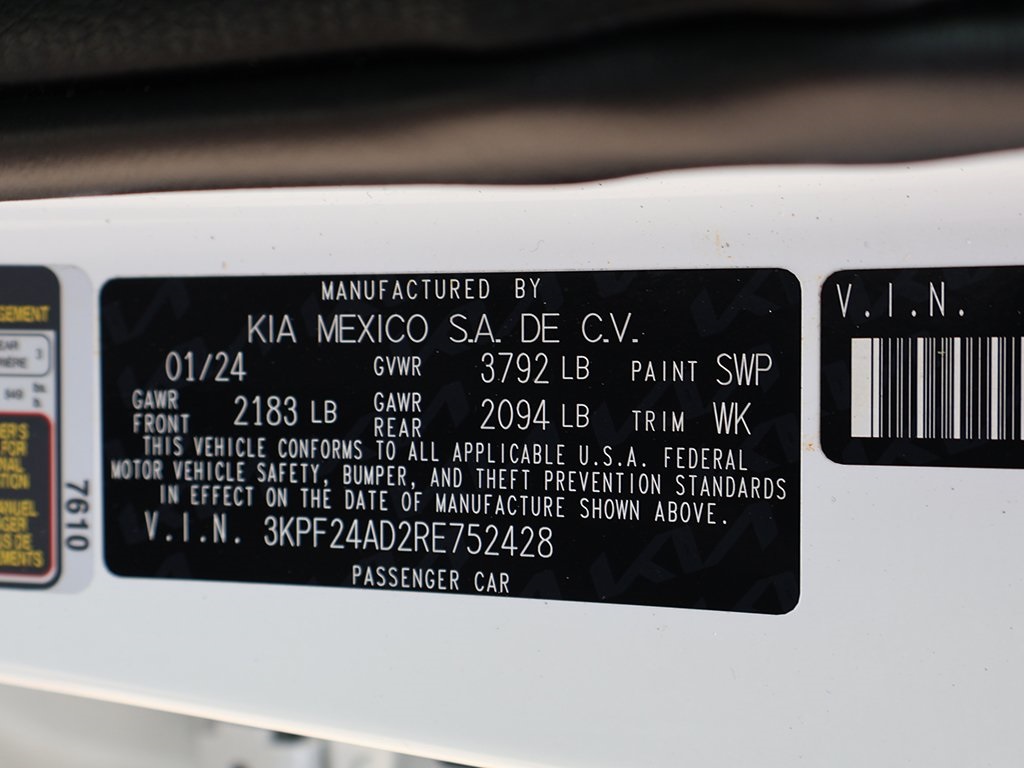 MANUFACTURED BY
KIA MEXICO S.A. DE C.V.
01/24 GVWR 3792 LB PAINT SWP
GAWR FRONT 2183 LB GAWR REAR 2094 LB TRIM WK
THIS VEHICLE CONFORMS TO ALL APPLICABLE U.S.A. FEDERAL
MOTOR VEHICLE SAFETY, BUMPER, AND THEFT PREVENTION STANDARDS
IN EFFECT ON THE DATE OF MANUFACTURE SHOWN ABOVE.
V.I.N. 3KPF24AD2RE752428
PASSENGER CAR
V.I.N.
7610
3